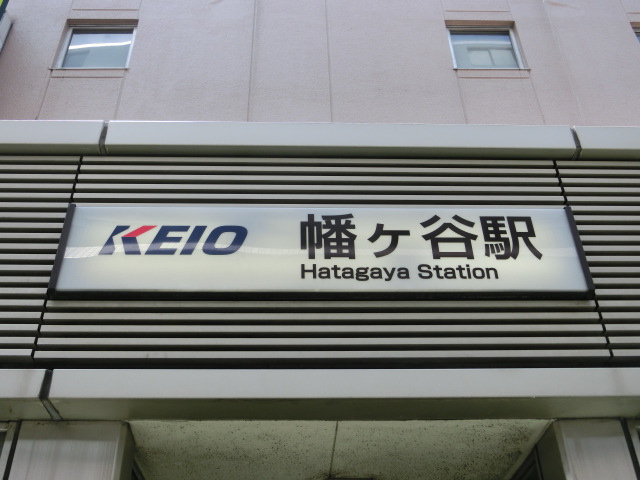 KEIO 幡ヶ谷駅
Hatagaya Station